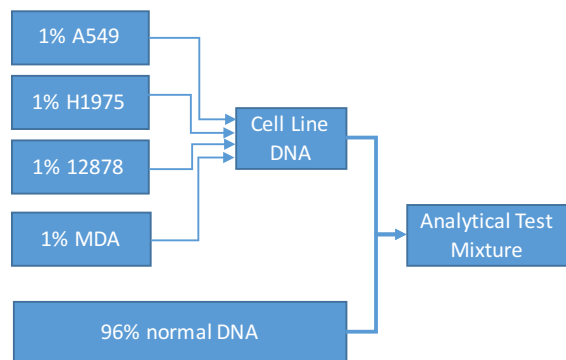 1% A549
1% H1975
1% 12878
1% MDA
Cell Line
DNA
Analytical Test
Mixture
96% normal DNA